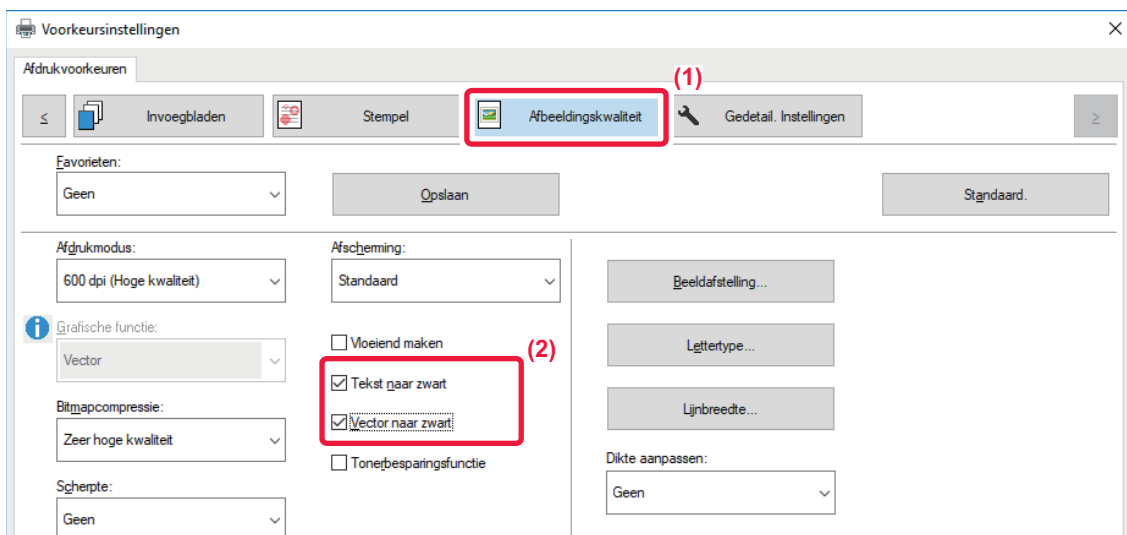 Voorkeursinstellingen
Afdrukvoorkeuren
(1)
< Invoegbladen Stempel Afbeeldingskwaliteit Gedetail. Instellingen >
Favorieten:
Geen Opslaan Standaard.
Afdrukmodus: Afscherming:
600 dpi (Hoge kwaliteit) Standaard Beeldafstelling...
Grafische functie:
Vector Vloeiend maken (2) Lettertype...
Tekst naar zwart
Bitmapcompressie: Vector naar zwart Lijnbreedte...
Zeer hoge kwaliteit
Tonerbesparingsfunctie Dikte aanpassen:
Scherpte: Geen
Geen